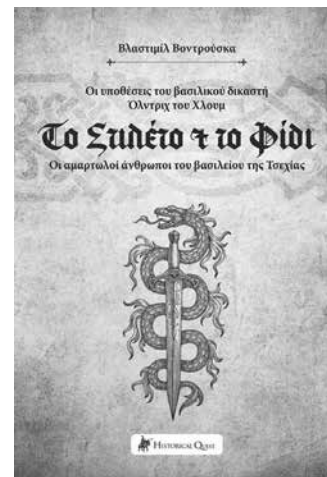 Βλαστιμίλ Βοντρούσκα
Οι υποθέσεις του βασιλικού δικαστή
Όλντριχ του Χλουμ
Το Στιλέτο & το Φίδι
Οι αμαρτωλοί άνθρωποι του βασιλείου της Τσεχίας
HISTORICAL QUEST